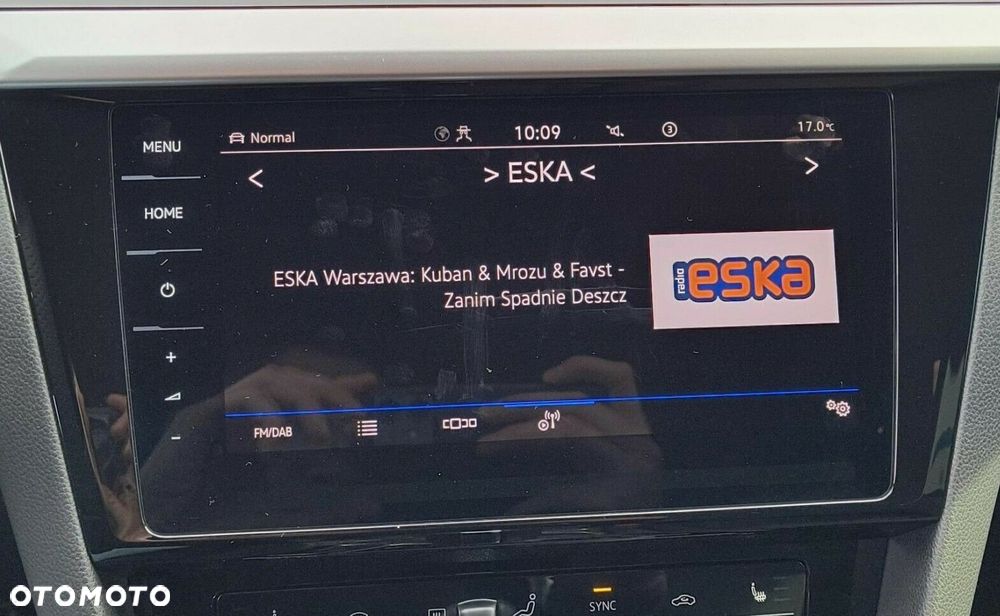 Normal
10:09
3
17.0°C
MENU
> ESKA <
HOME
ESKA Warszawa: Kuban & Mrozu & Favst -
Zanim Spadnie Deszcz
radio eska
FM/DAB
SYNC
OTOMOTO